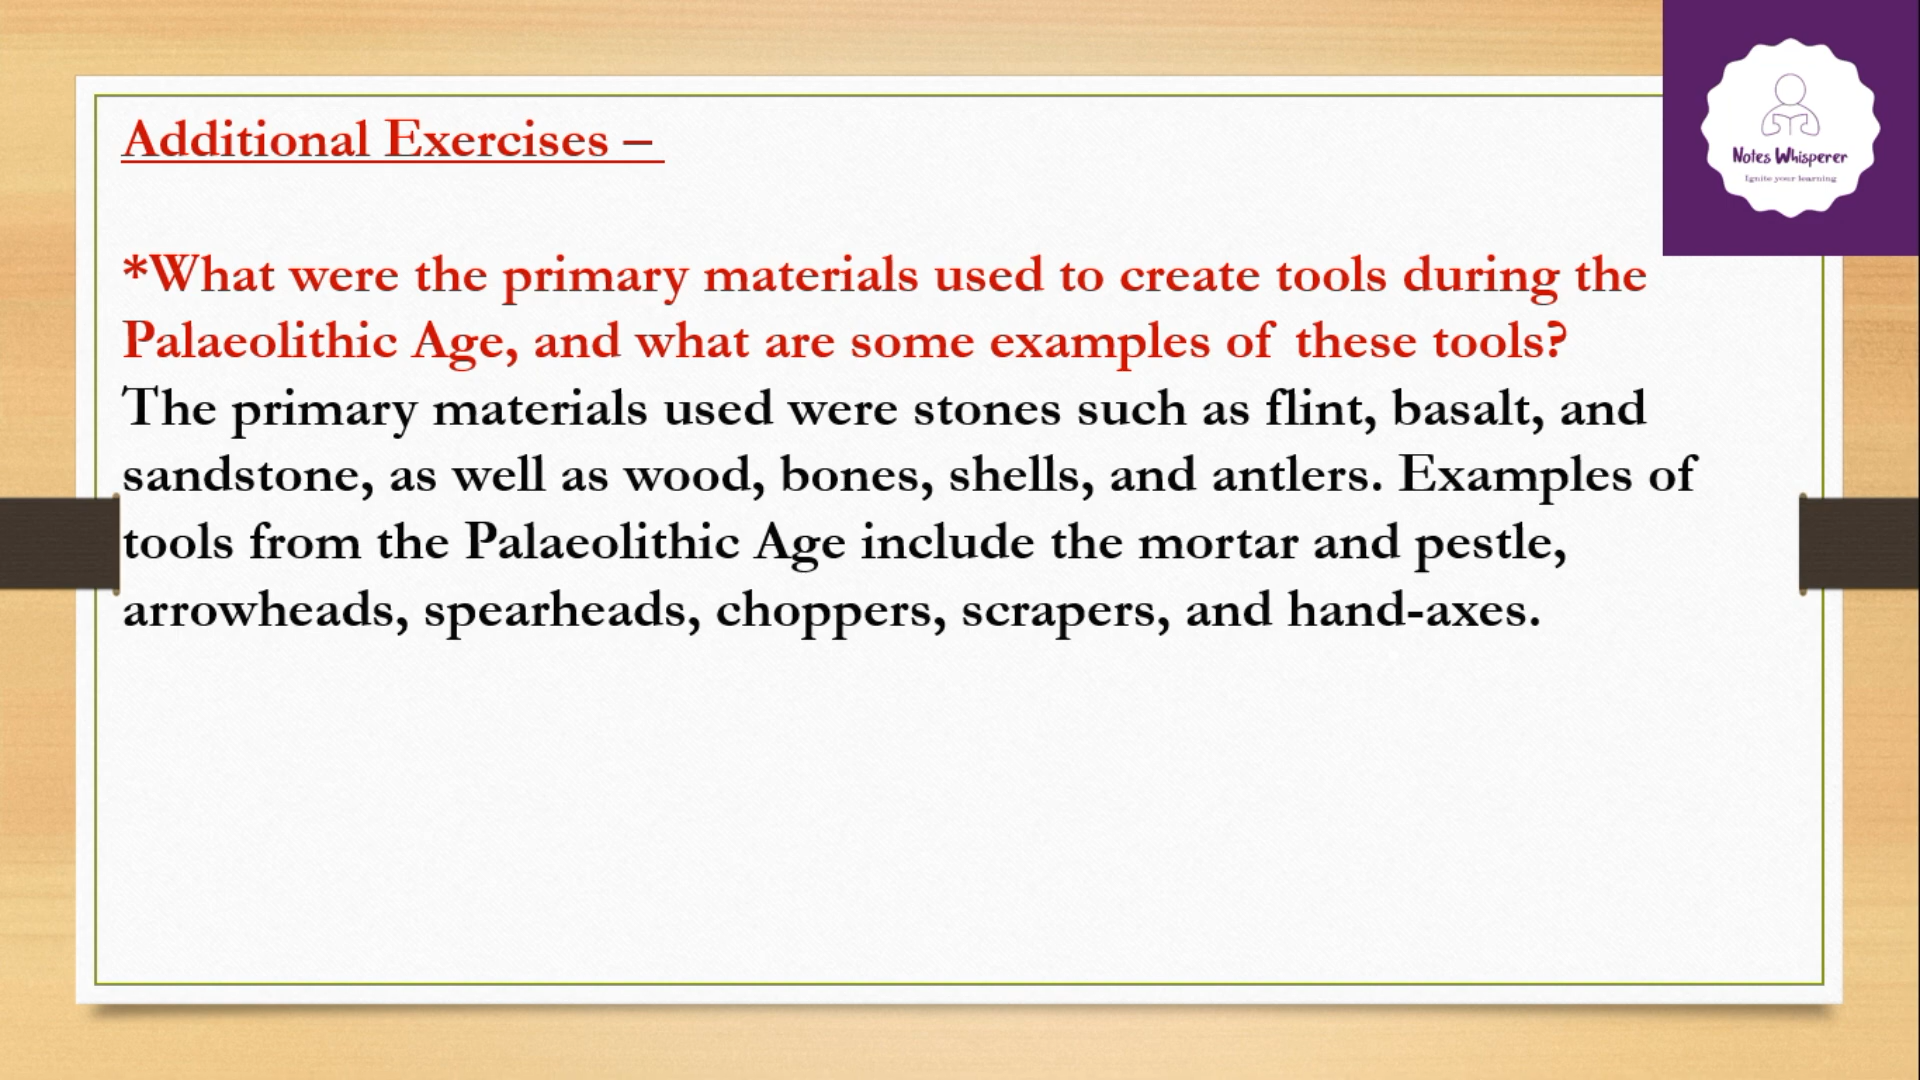 Additional Exercises –
Notes Whisperer
Ignite your learning
*What were the primary materials used to create tools during the
Palaeolithic Age, and what are some examples of these tools?
The primary materials used were stones such as flint, basalt, and
sandstone, as well as wood, bones, shells, and antlers. Examples of
tools from the Palaeolithic Age include the mortar and pestle,
arrowheads, spearheads, choppers, scrapers, and hand-axes.